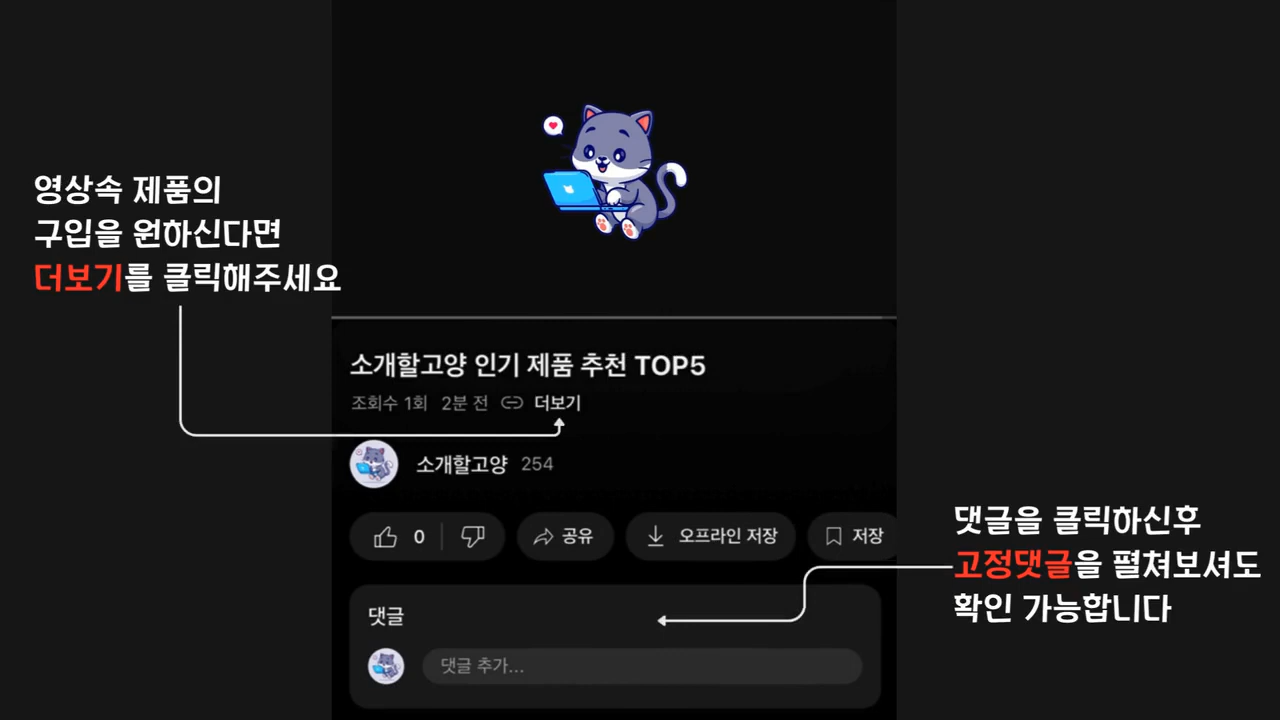 영상속 제품의
구입을 원하신다면
더보기를 클릭해주세요
소개할고양 인기 제품 추천 TOP5
조회수 1회 2분 전 더보기
소개할고양 254
0 공유 오프라인 저장 저장
댓글을 클릭하신후
고정댓글을 펼쳐보셔도
확인 가능합니다
댓글
댓글 추가...